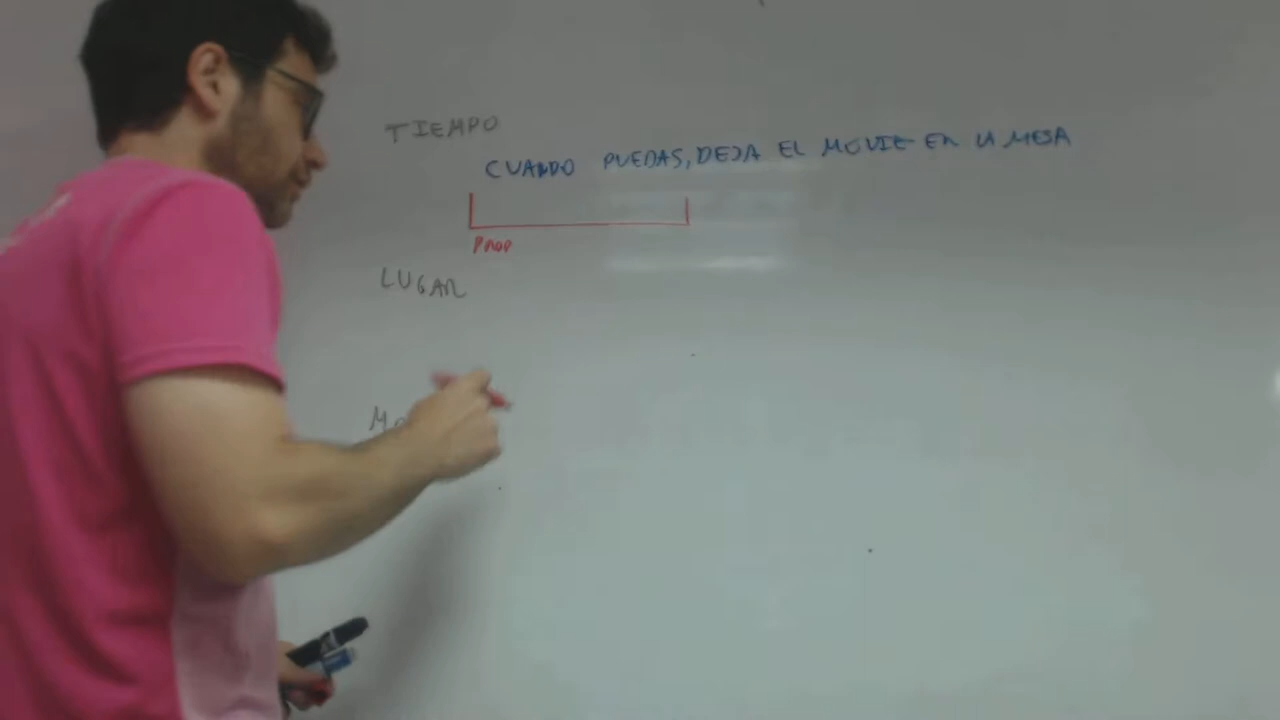 TIEMPO
CUANDO PUEDAS, DEJA EL MOVIL EN LA MESA
PROP
LUGAR